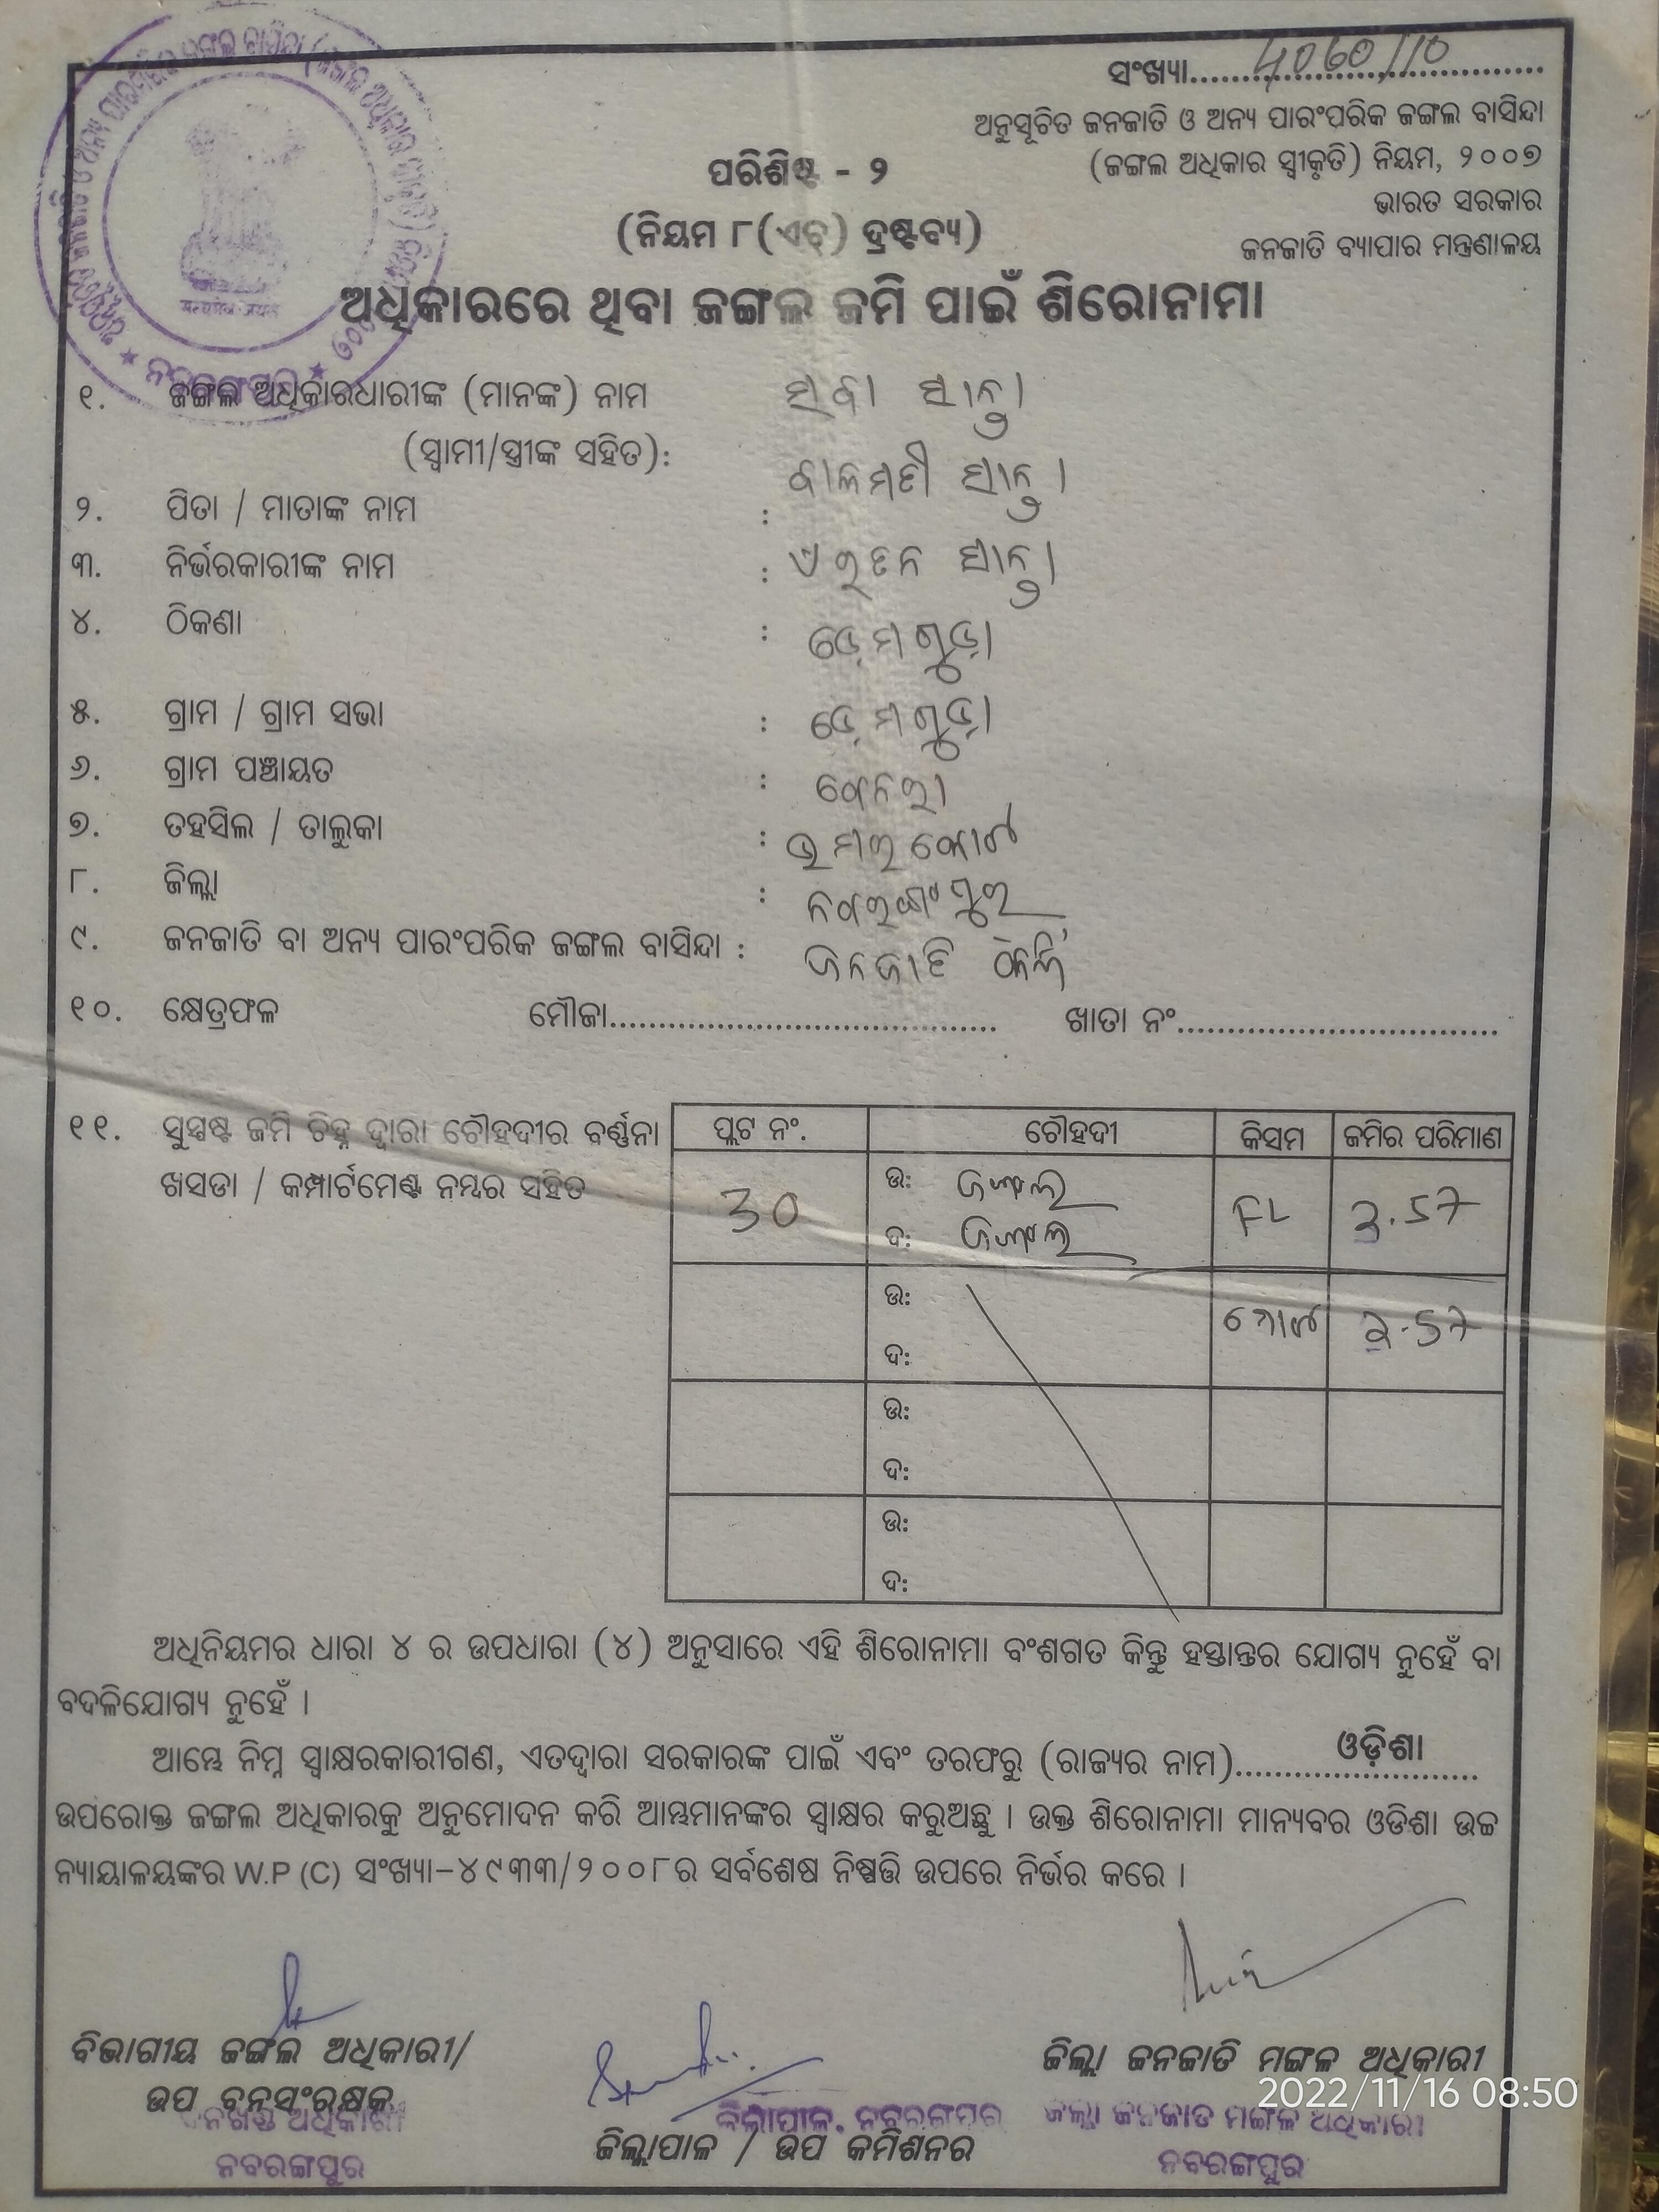 ସଂଖ୍ୟା................................
ଅନୁସୂଚିତ ଜନଜାତି ଓ ଅନ୍ୟ ପାରଂପରିକ ଜଙ୍ଗଲ ବାସିନ୍ଦା
(ଜଙ୍ଗଲ ଅଧିକାର ସ୍ୱୀକୃତି) ନିୟମ, ୨୦୦୭
ଭାରତ ସରକାର
ଜନଜାତି ବ୍ୟାପାର ମନ୍ତ୍ରଣାଳୟ
ପରିଶିଷ୍ଟ - ୨
(ନିୟମ ୮(ଏଚ୍) ଦ୍ରଷ୍ଟବ୍ୟ)
ଅଧିକାରରେ ଥିବା ଜଙ୍ଗଲ ଜମି ପାଇଁ ଶିରୋନାମା
୧. ଜଙ୍ଗଲ ଅଧିକାରଧାରୀଙ୍କ (ମାନଙ୍କ) ନାମ ସାନ୍ତା
(ସ୍ୱାମୀ/ସ୍ତ୍ରୀଙ୍କ ସହିତ): ସାନ୍ତା
୨. ପିତା / ମାତାଙ୍କ ନାମ :
୩. ନିର୍ଭରକାରୀଙ୍କ ନାମ : ସାନ୍ତା
୪. ଠିକଣା : ଡେମଗୁଡ଼ା
୫. ଗ୍ରାମ / ଗ୍ରାମ ସଭା : ଡେମଗୁଡ଼ା
୬. ଗ୍ରାମ ପଞ୍ଚାୟତ :
୭. ତହସିଲ / ତାଲୁକା : ଉମରକୋଟ
୮. ଜିଲ୍ଲା : ନବରଙ୍ଗପୁର
୯. ଜନଜାତି ବା ଅନ୍ୟ ପାରଂପରିକ ଜଙ୍ଗଲ ବାସିନ୍ଦା : ଜନଜାତି
୧୦. କ୍ଷେତ୍ରଫଳ ମୌଜା...................................... ଖାତା ନଂ................................
୧୧. ସୁସ୍ପଷ୍ଟ ଜମି ଚିହ୍ନ ଦ୍ୱାରା ଚୌହଦୀର ବର୍ଣ୍ଣନା
ଖସଡା / କମ୍ପାର୍ଟମେଣ୍ଟ ନମ୍ବର ସହିତ
ପ୍ଲଟ ନଂ. ଚୌହଦୀ କିସମ ଜମିର ପରିମାଣ
30 ଉ: ଜଙ୍ଗଲ FL 3.57
ଦ: ଜଙ୍ଗଲ
ଉ: ମୋଟ 3.57
ଦ:
ଉ:
ଦ:
ଉ:
ଦ:
ଅଧିନିୟମର ଧାରା ୪ ର ଉପଧାରା (୪) ଅନୁସାରେ ଏହି ଶିରୋନାମା ବଂଶଗତ କିନ୍ତୁ ହସ୍ତାନ୍ତର ଯୋଗ୍ୟ ନୁହେଁ ବା
ବଦଳିଯୋଗ୍ୟ ନୁହେଁ ।
ଆମ୍ଭେ ନିମ୍ନ ସ୍ୱାକ୍ଷରକାରୀଗଣ, ଏତଦ୍ୱାରା ସରକାରଙ୍କ ପାଇଁ ଏବଂ ତରଫରୁ (ରାଜ୍ୟର ନାମ)..........ଓଡ଼ିଶା..........
ଉପରୋକ୍ତ ଜଙ୍ଗଲ ଅଧିକାରକୁ ଅନୁମୋଦନ କରି ଆମ୍ଭମାନଙ୍କର ସ୍ୱାକ୍ଷର କରୁଅଛୁ । ଉକ୍ତ ଶିରୋନାମା ମାନ୍ୟବର ଓଡିଶା ଉଚ୍ଚ
ନ୍ୟାୟାଳୟଙ୍କର W.P (C) ସଂଖ୍ୟା–୪୯୩୩/୨୦୦୮ର ସର୍ବଶେଷ ନିଷ୍ପତ୍ତି ଉପରେ ନିର୍ଭର କରେ ।
ବିଭାଗୀୟ ଜଙ୍ଗଲ ଅଧିକାରୀ/
ଉପ ବନସଂରକ୍ଷକ
ବନଖଣ୍ଡ ଅଧିକାରୀ
ନବରଙ୍ଗପୁର
ଜିଲ୍ଲାପାଳ, ନବରଙ୍ଗପୁର
ଜିଲ୍ଲାପାଳ / ଉପ କମିଶନର
ଜିଲ୍ଲା ଜନଜାତି ମଙ୍ଗଳ ଅଧିକାରୀ
2022/11/16 08:50
ଜିଲ୍ଲା ଜନଜାତି ମଙ୍ଗଳ ଅଧିକାରୀ
ନବରଙ୍ଗପୁର